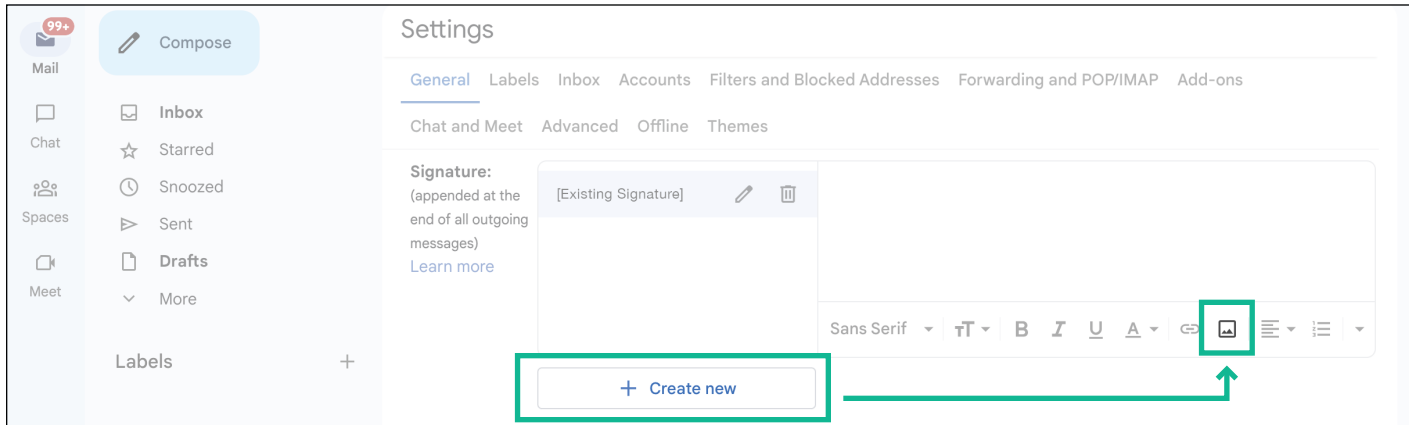 99+
Mail
Chat
Spaces
Meet
Compose
Inbox
Starred
Snoozed
Sent
Drafts
More
Labels
Settings
General Labels Inbox Accounts Filters and Blocked Addresses Forwarding and POP/IMAP Add-ons
Chat and Meet Advanced Offline Themes
Signature:
(appended at the
end of all outgoing
messages)
Learn more
[Existing Signature]
Sans Serif
Create new